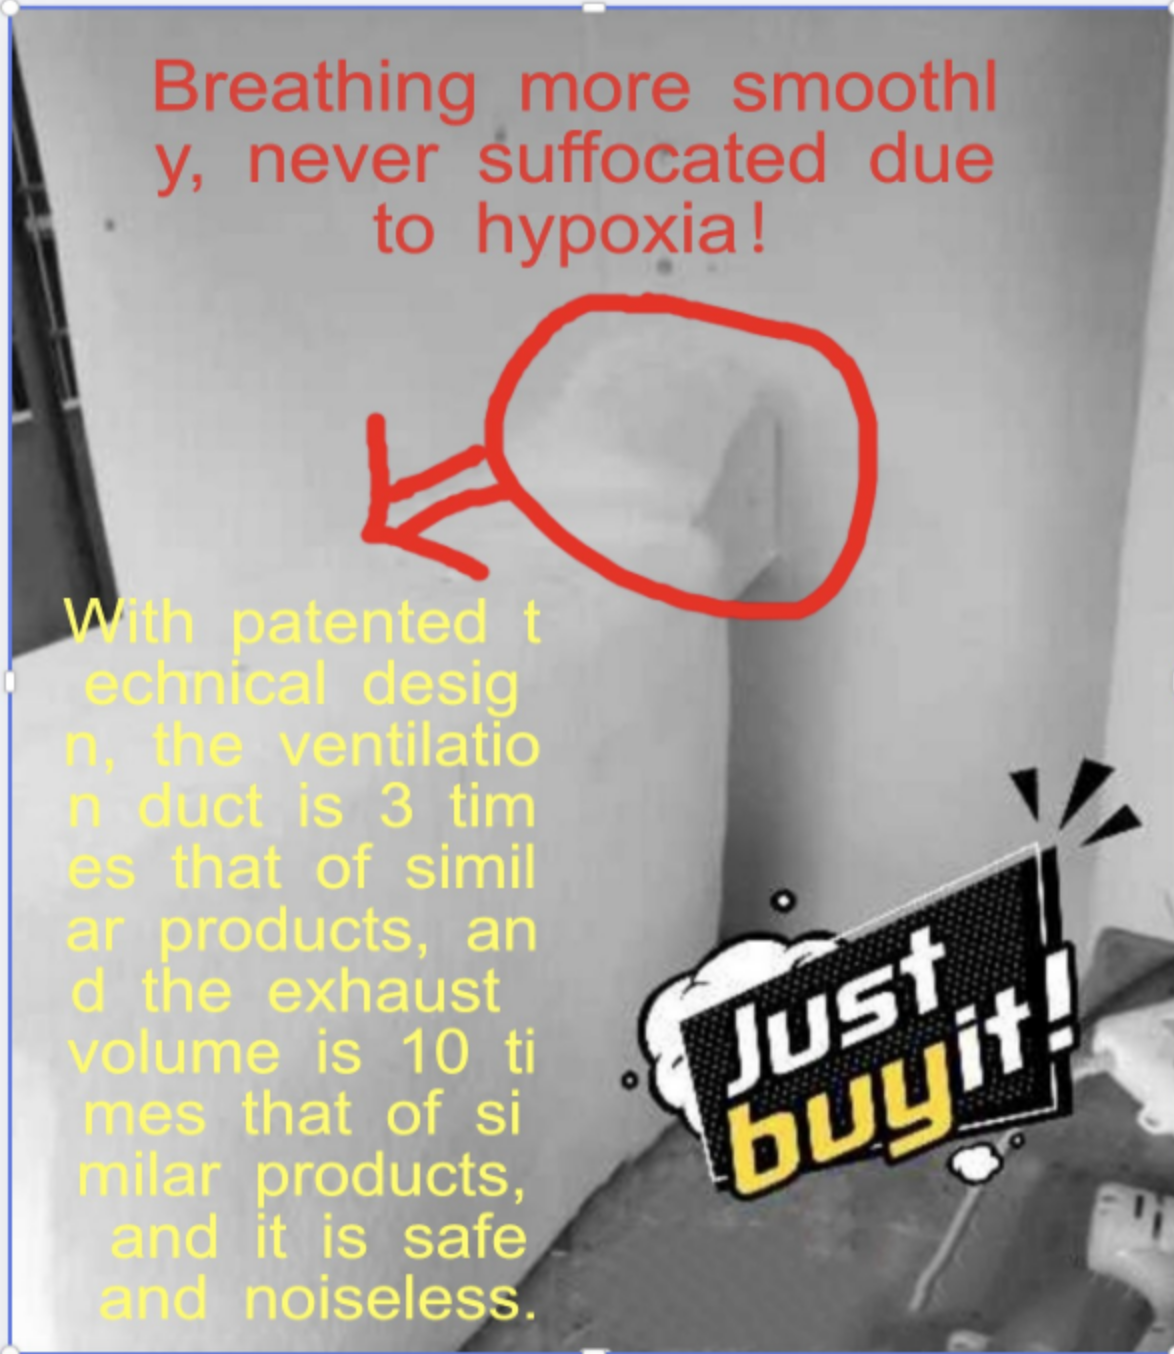 Breathing more smoothl
y, never suffocated due
to hypoxia!
With patented t
echnical desig
n, the ventilatio
n duct is 3 tim
es that of simil
ar products, an
d the exhaust
volume is 10 ti
mes that of si
milar products,
and it is safe
and noiseless.
Just
buy it!